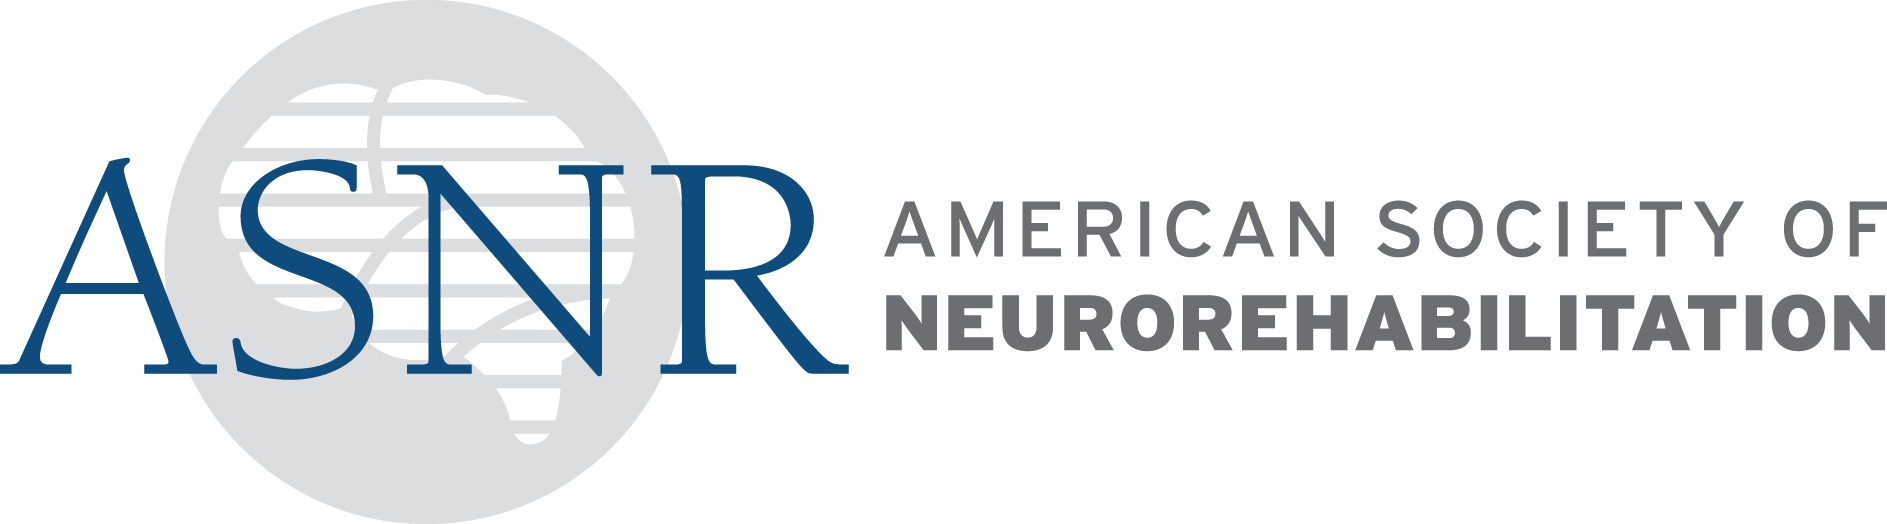 ASNR
AMERICAN SOCIETY OF
NEUROREHABILITATION